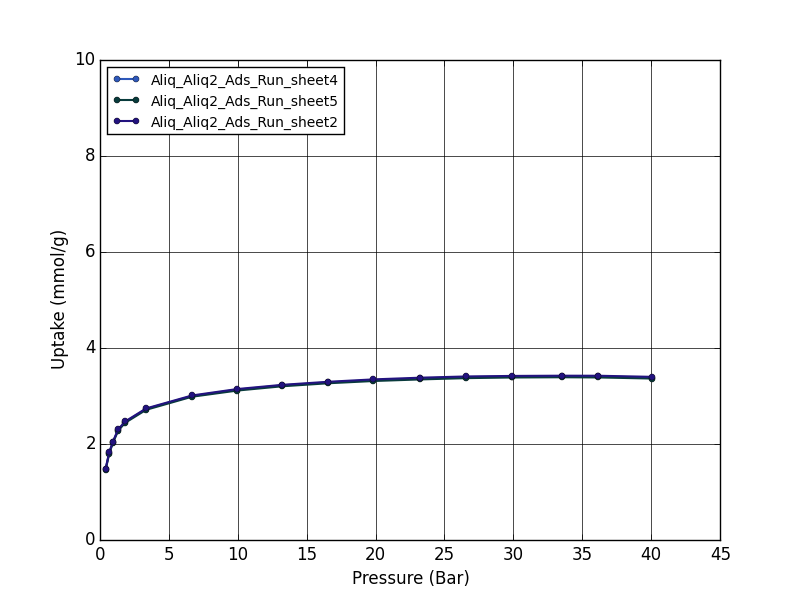 10
8
6
4
2
0
Uptake (mmol/g)
Aliq_Aliq2_Ads_Run_sheet4
Aliq_Aliq2_Ads_Run_sheet5
Aliq_Aliq2_Ads_Run_sheet2
0 5 10 15 20 25 30 35 40 45
Pressure (Bar)